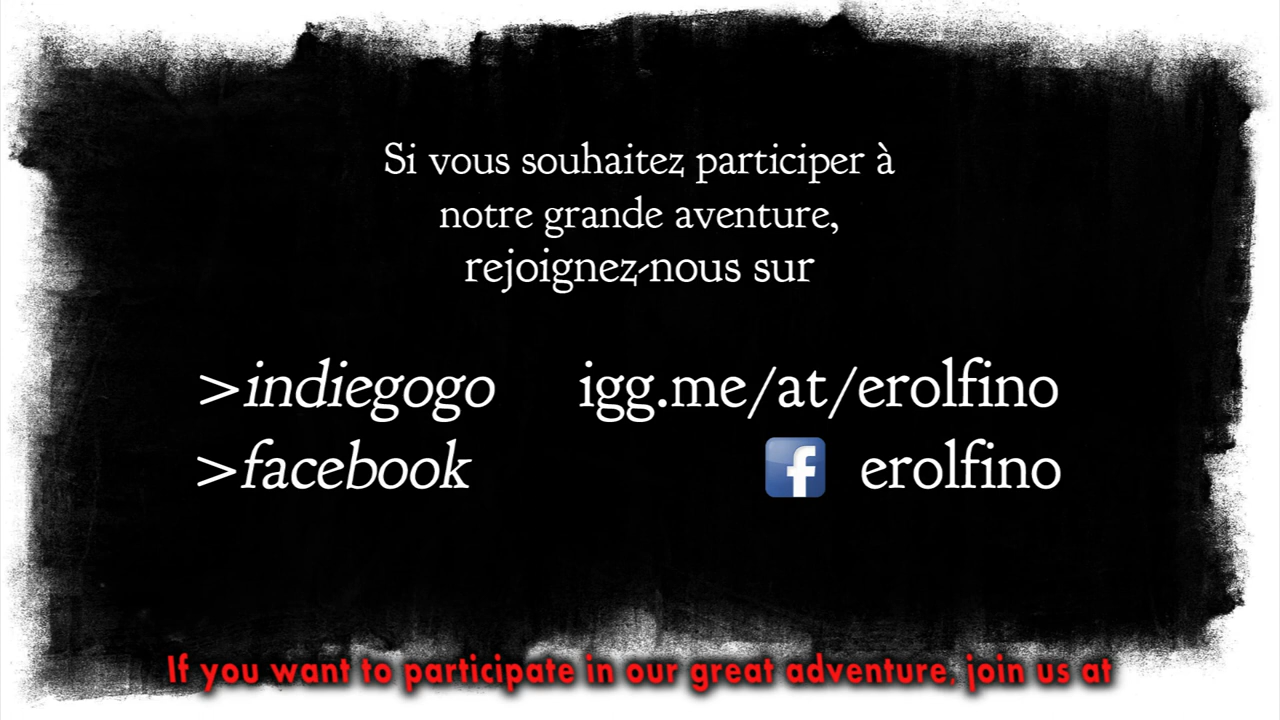 Si vous souhaitez participer à
notre grande aventure,
rejoignez-nous sur
>indiegogo igg.me/at/erolfino
>facebook f erolfino
If you want to participate in our great adventure, join us at